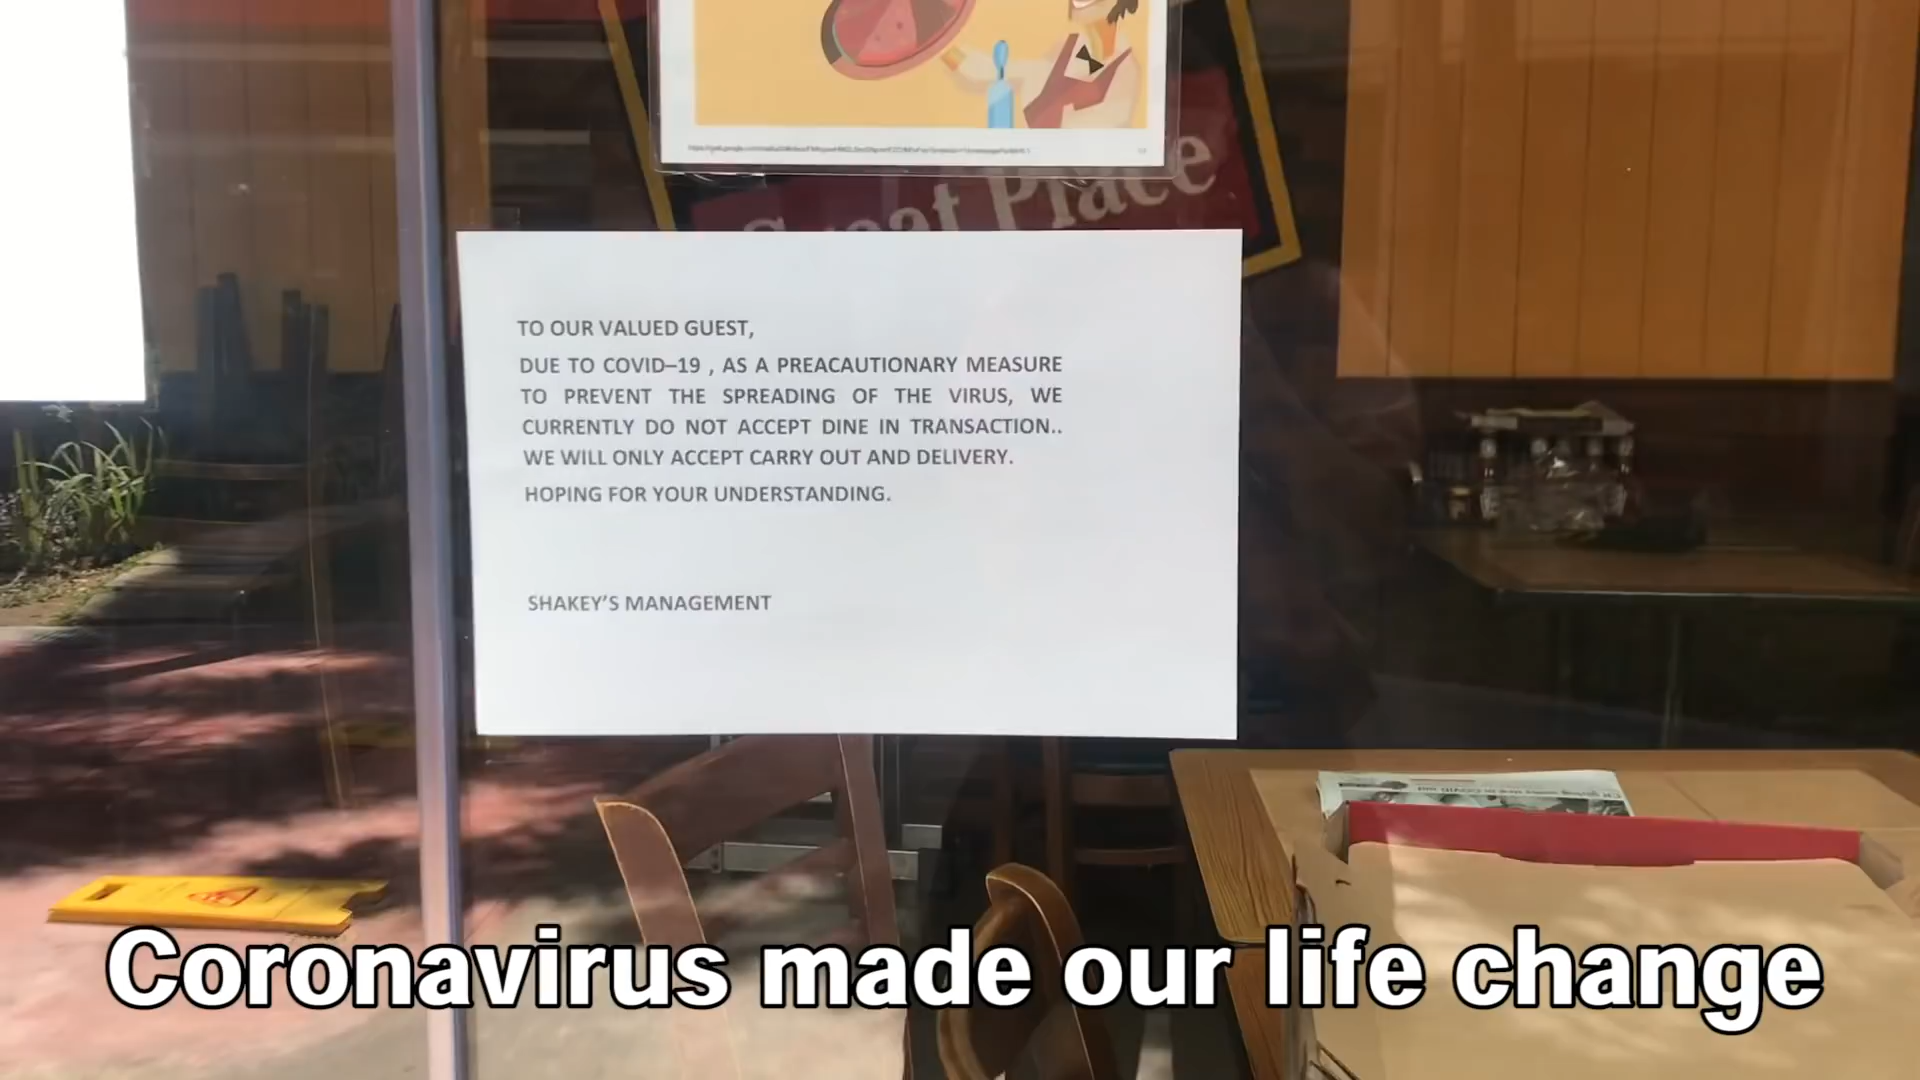 Great Place
TO OUR VALUED GUEST,
DUE TO COVID–19 , AS A PREACAUTIONARY MEASURE
TO PREVENT THE SPREADING OF THE VIRUS, WE
CURRENTLY DO NOT ACCEPT DINE IN TRANSACTION..
WE WILL ONLY ACCEPT CARRY OUT AND DELIVERY.
HOPING FOR YOUR UNDERSTANDING.
SHAKEY'S MANAGEMENT
Coronavirus made our life change